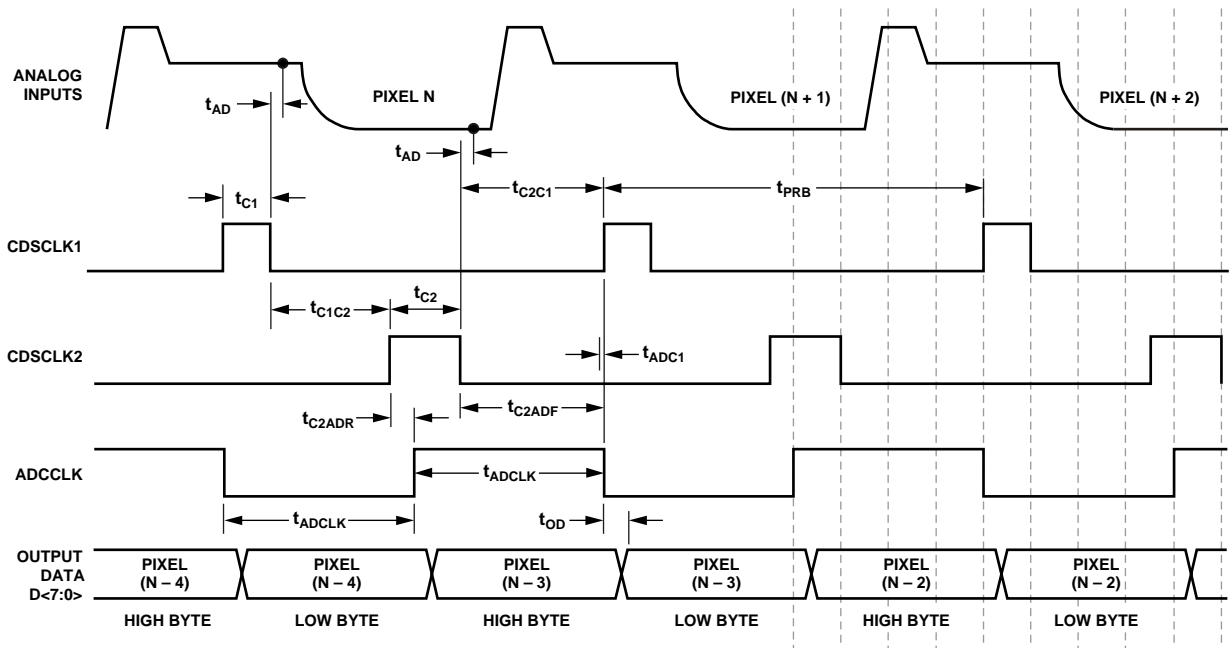 ANALOG
INPUTS
PIXEL N
PIXEL (N + 1)
PIXEL (N + 2)
tAD
tAD
tC1
tC2C1
tPRB
CDSCLK1
tC1C2
tC2
CDSCLK2
tADC1
tC2ADR
tC2ADF
ADCCLK
tADCLK
tADCLK
tOD
OUTPUT
DATA
D<7:0>
PIXEL
(N – 4)
PIXEL
(N – 4)
PIXEL
(N – 3)
PIXEL
(N – 3)
PIXEL
(N – 2)
PIXEL
(N – 2)
HIGH BYTE
LOW BYTE
HIGH BYTE
LOW BYTE
HIGH BYTE
LOW BYTE